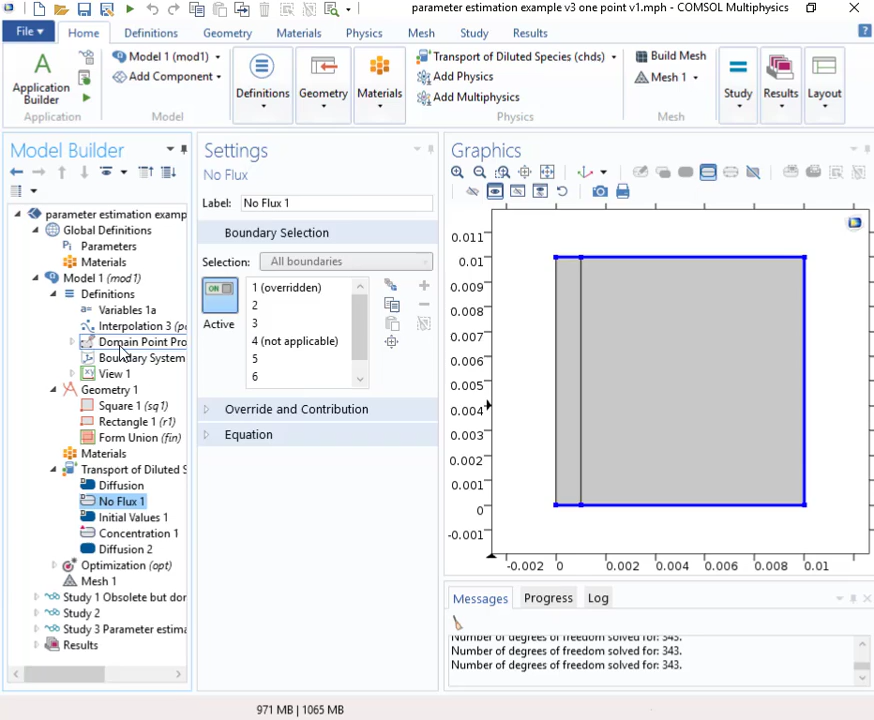 parameter estimation example v3 one point v1.mph - COMSOL Multiphysics
File
Home
Definitions
Geometry
Materials
Physics
Mesh
Study
Results
Application
Builder
Application
Model 1 (mod1)
Add Component
Model
Definitions
Geometry
Materials
Transport of Diluted Species (chds)
Add Physics
Add Multiphysics
Physics
Build Mesh
Mesh 1
Mesh
Study
Results
Layout
Model Builder
parameter estimation examp
Global Definitions
Parameters
Materials
Model 1 (mod1)
Definitions
a= Variables 1a
Interpolation 3 (p
Domain Point Pro
Boundary System
View 1
Geometry 1
Square 1 (sq1)
Rectangle 1 (r1)
Form Union (fin)
Materials
Transport of Diluted S
Diffusion
No Flux 1
Initial Values 1
Concentration 1
Diffusion 2
Optimization (opt)
Mesh 1
Study 1 Obsolete but dor
Study 2
Study 3 Parameter estima
Results
Settings
No Flux 1
Label: No Flux 1
Boundary Selection
Selection: All boundaries
ON
Active
1 (overridden)
2
3
4 (not applicable)
5
6
Override and Contribution
Equation
Graphics
0.011
0.01
0.009
0.008
0.007
0.006
0.005
0.004
0.003
0.002
0.001
0
-0.001
-0.002 0 0.002 0.004 0.006 0.008 0.01
Messages Progress Log
Number of degrees of freedom solved for: 343.
Number of degrees of freedom solved for: 343.
Number of degrees of freedom solved for: 343.
971 MB | 1065 MB